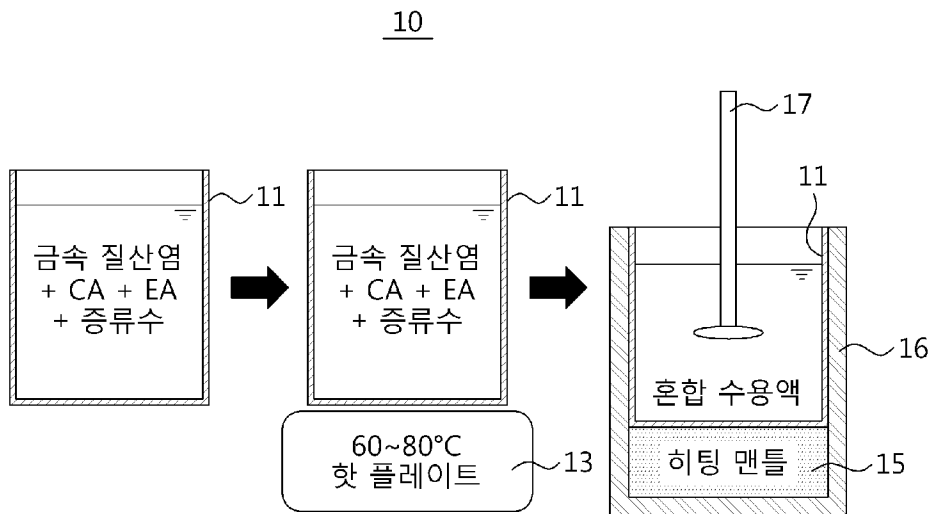 10
11
금속 질산염
+ CA + EA
+ 증류수
11
금속 질산염
+ CA + EA
+ 증류수
60~80°C
핫 플레이트
13
17
11
16
혼합 수용액
히팅 맨틀
15